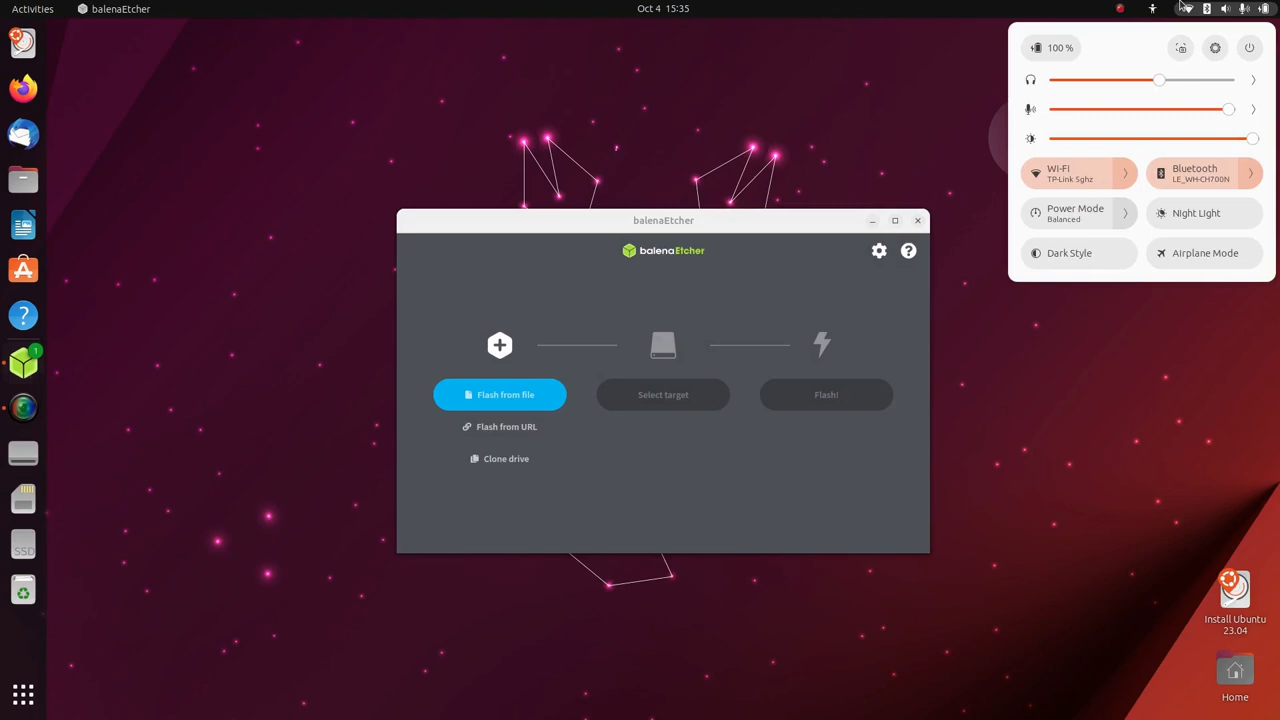 Activities
balenaEtcher
Oct 4 15:35
100 %
WI-FI
TP-Link 5ghz
Bluetooth
LE_WH-CH700N
Power Mode
Balanced
Night Light
Dark Style
Airplane Mode
balenaEtcher
balenaEtcher
Flash from file
Select target
Flash!
Flash from URL
Clone drive
1
SSD
Install Ubuntu
23.04
Home